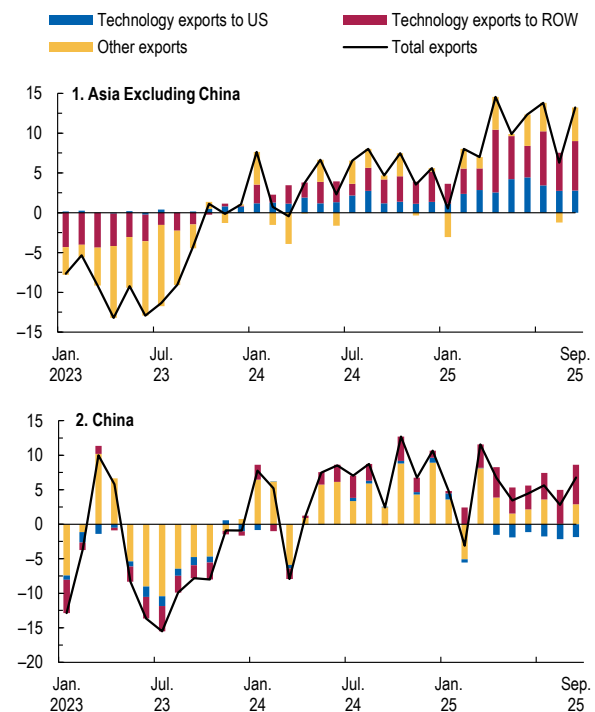 Technology exports to US
Technology exports to ROW
Other exports
Total exports
1. Asia Excluding China
15
10
5
0
–5
–10
–15
Jan.
2023
Jul.
23
Jan.
24
Jul.
24
Jan.
25
Sep.
25
2. China
15
10
5
0
–5
–10
–15
–20
Jan.
2023
Jul.
23
Jan.
24
Jul.
24
Jan.
25
Sep.
25